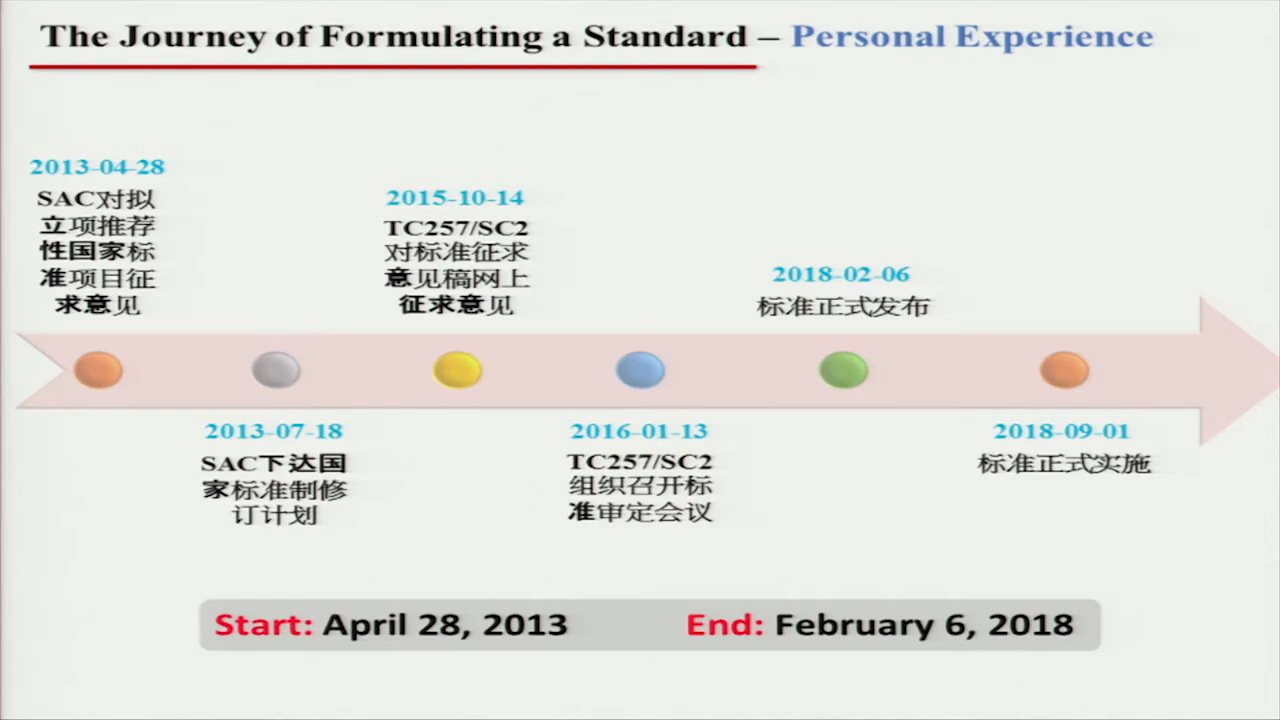 The Journey of Formulating a Standard – Personal Experience
2013-04-28
SAC对拟
立项推荐
性国家标
准项目征
求意见
2015-10-14
TC257/SC2
对标准征求
意见稿网上
征求意见
2018-02-06
标准正式发布
2013-07-18
SAC下达国
家标准制修
订计划
2016-01-13
TC257/SC2
组织召开标
准审定会议
2018-09-01
标准正式实施
Start: April 28, 2013 End: February 6, 2018